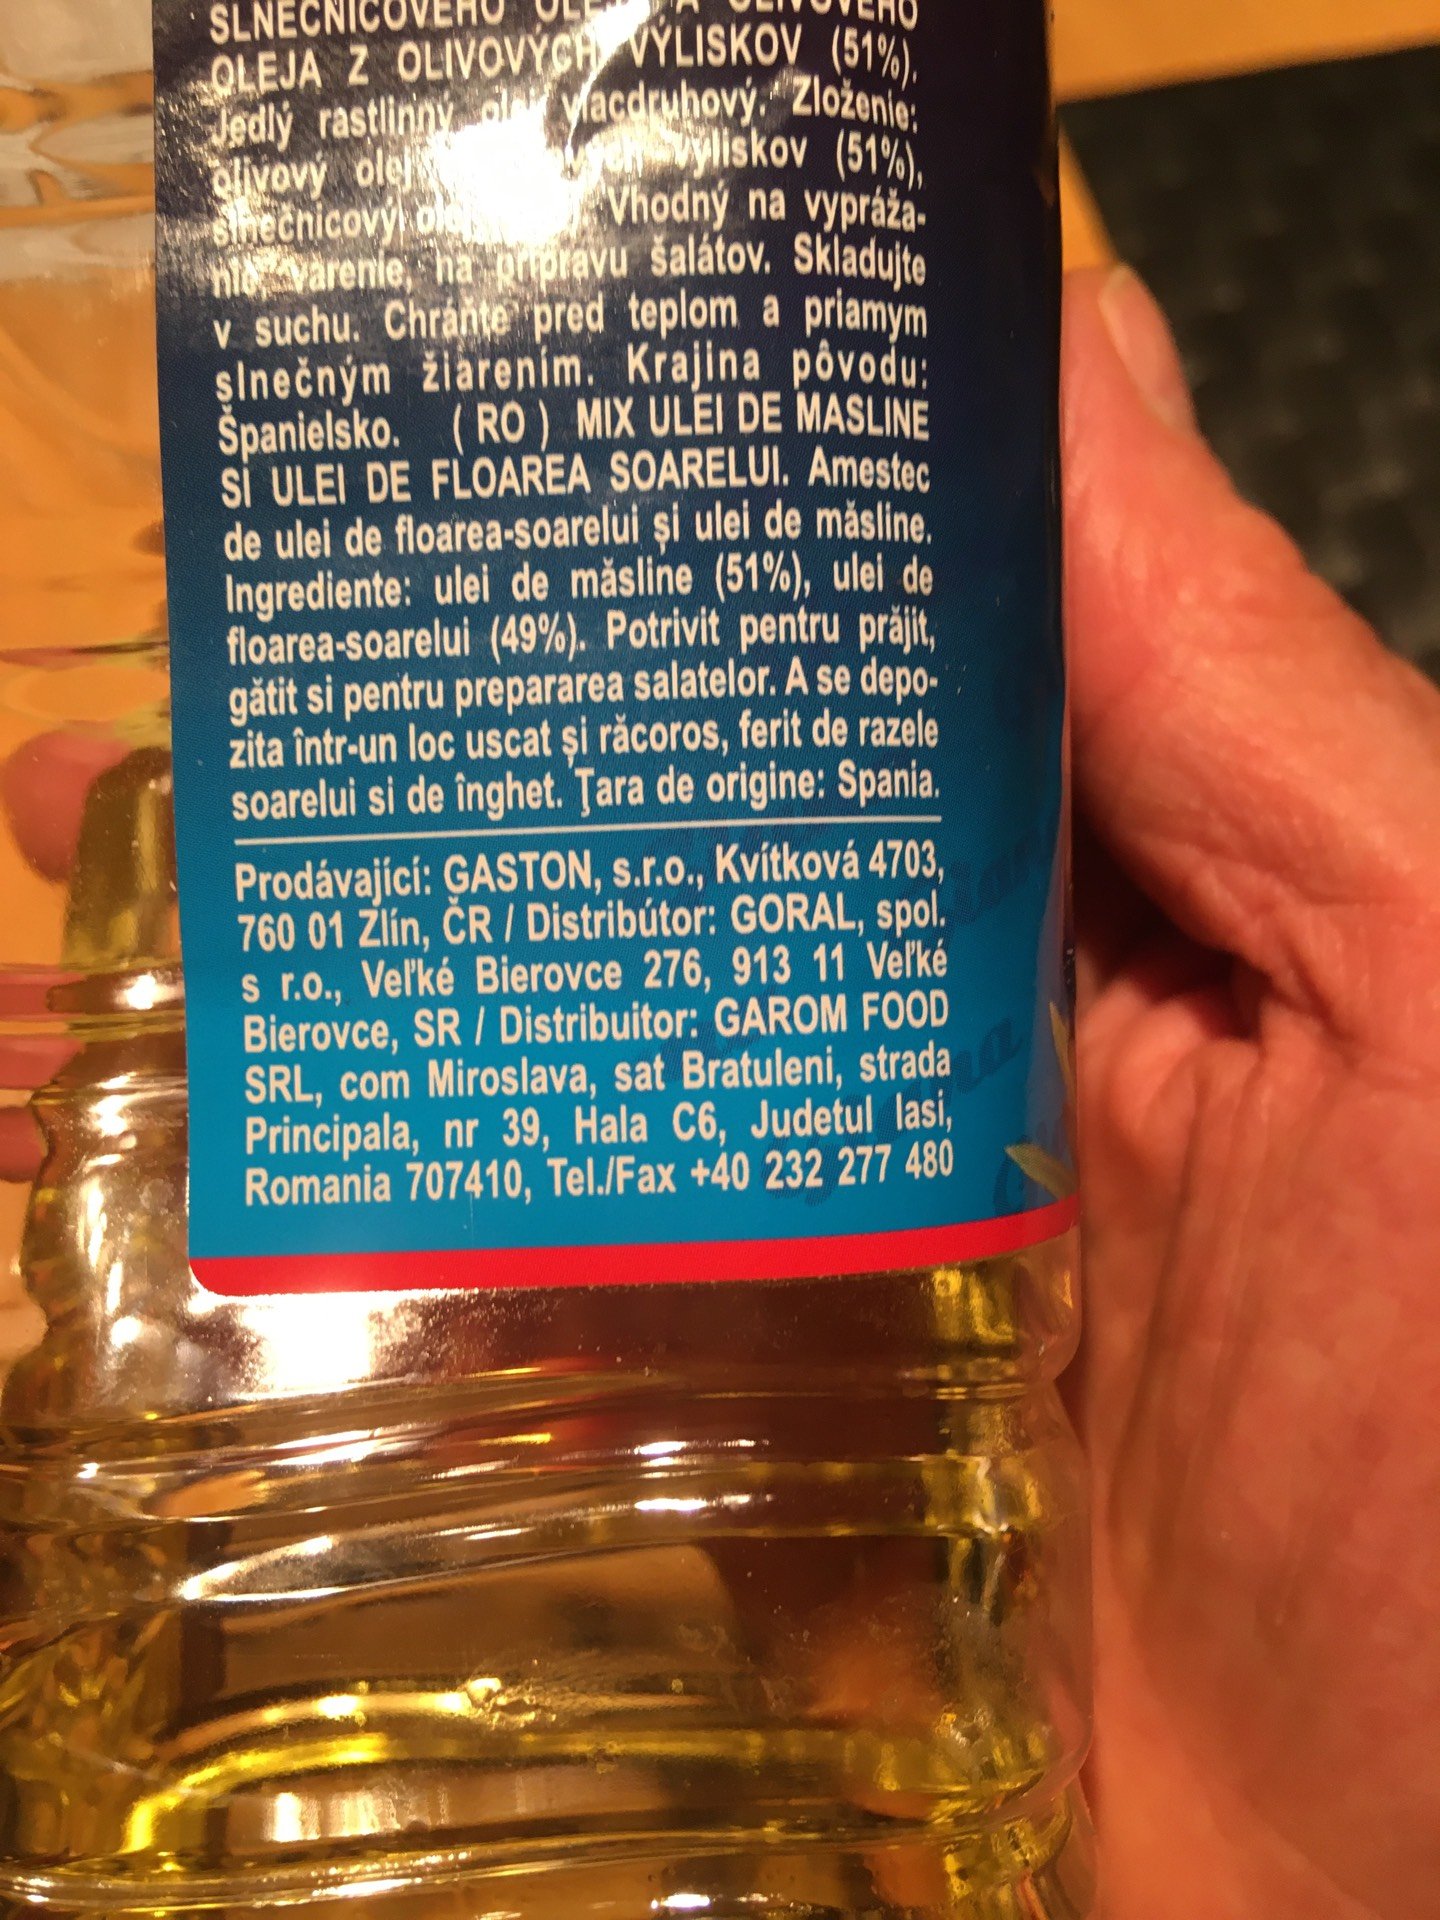 SLNEČNICOVÉHO OLEJA A OLIVOVÉHO
OLEJA Z OLIVOVÝCH VÝLISKOV (51%).
Jedlý rastlinný olej viacdruhový. Zloženie:
olivový olej výliskov (51%),
slnečnicový olej Vhodný na vypráža-
nie, varenie, na prípravu šalátov. Skladujte
v suchu. Chráňte pred teplom a priamym
slnečným žiarením. Krajina pôvodu:
Španielsko. ( RO ) MIX ULEI DE MASLINE
SI ULEI DE FLOAREA SOARELUI. Amestec
de ulei de floarea-soarelui și ulei de măsline.
Ingrediente: ulei de măsline (51%), ulei de
floarea-soarelui (49%). Potrivit pentru prăjit,
gătit si pentru prepararea salatelor. A se depo-
zita într-un loc uscat și răcoros, ferit de razele
soarelui si de înghet. Țara de origine: Spania.
Prodávající: GASTON, s.r.o., Kvítková 4703,
760 01 Zlín, ČR / Distribútor: GORAL, spol.
s r.o., Veľké Bierovce 276, 913 11 Veľké
Bierovce, SR / Distribuitor: GAROM FOOD
SRL, com Miroslava, sat Bratuleni, strada
Principala, nr 39, Hala C6, Judetul Iasi,
Romania 707410, Tel./Fax +40 232 277 480